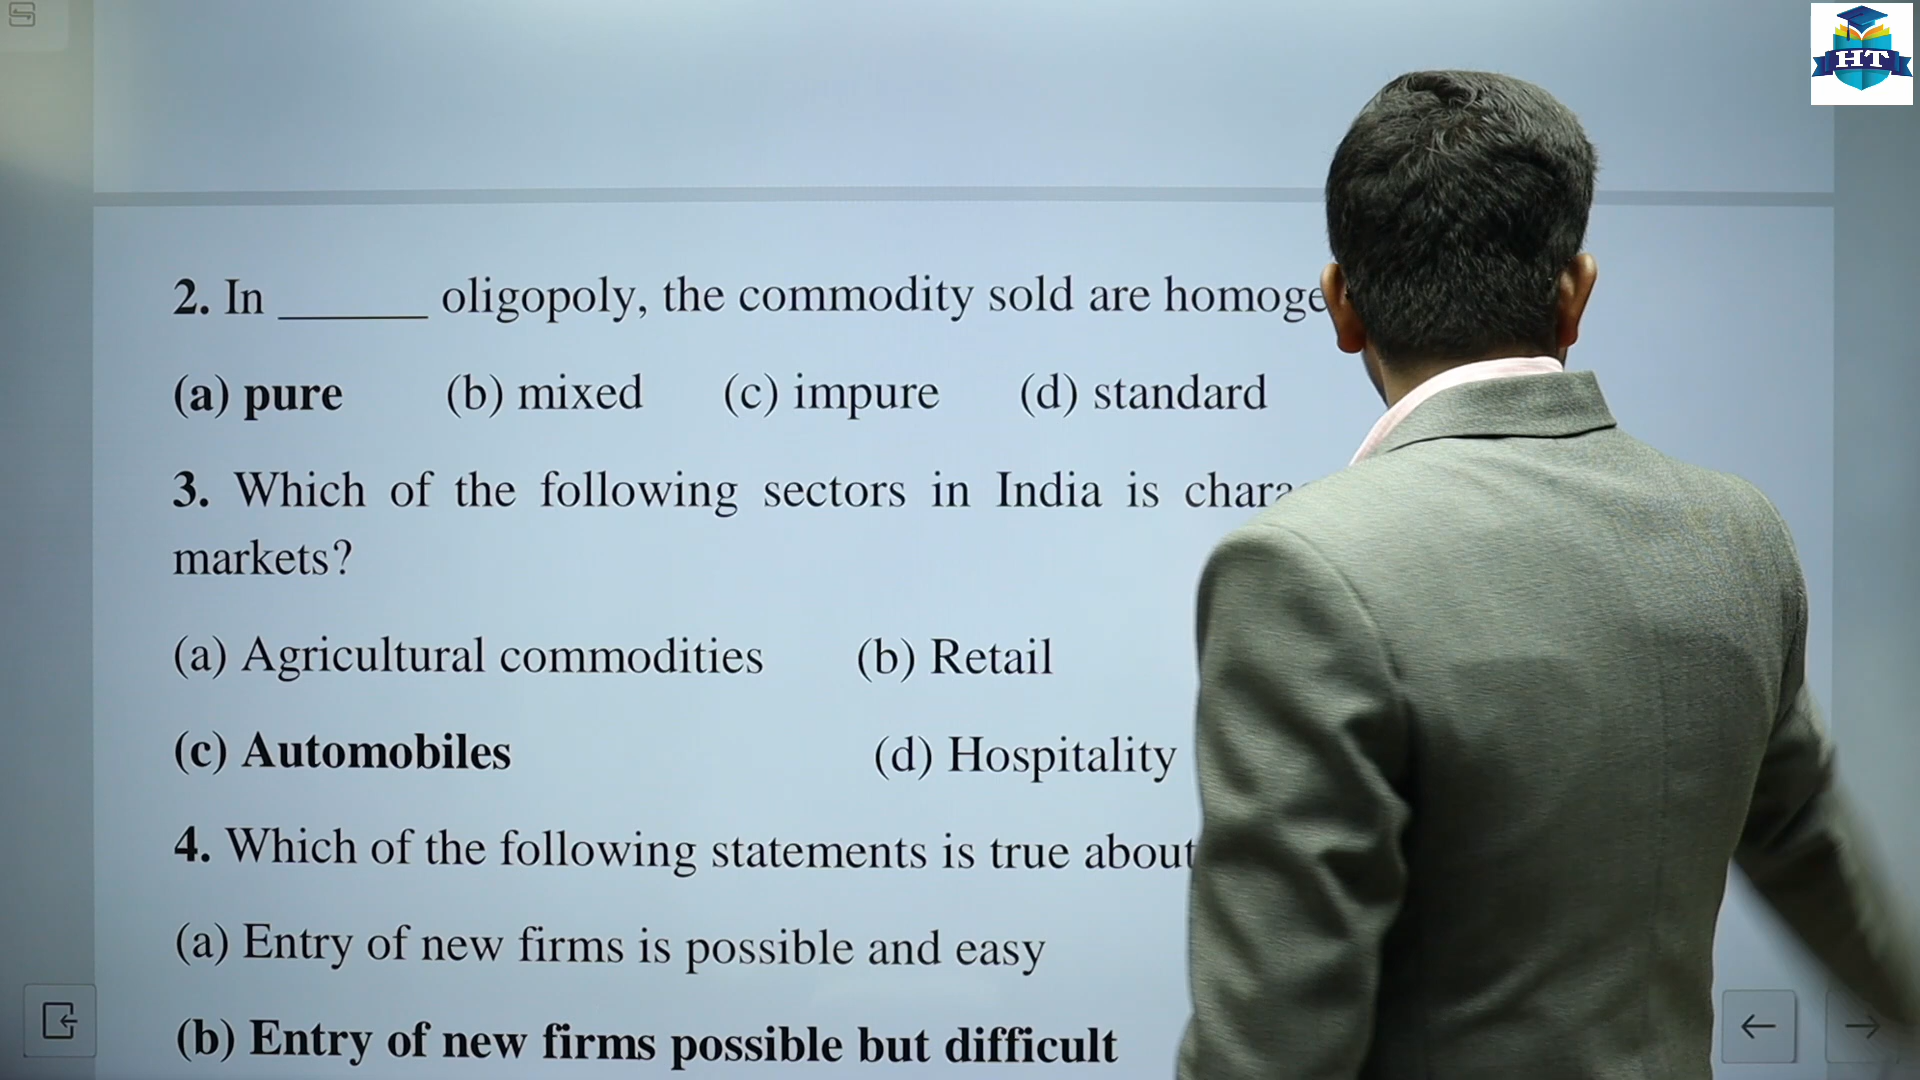 HT
2. In ______ oligopoly, the commodity sold are
(a) pure (b) mixed (c) impure (d) standard
3. Which of the following sectors in India is
markets?
(a) Agricultural commodities (b) Retail
(c) Automobiles (d) Hospitality
4. Which of the following statements is true about
(a) Entry of new firms is possible and easy
(b) Entry of new firms possible but difficult